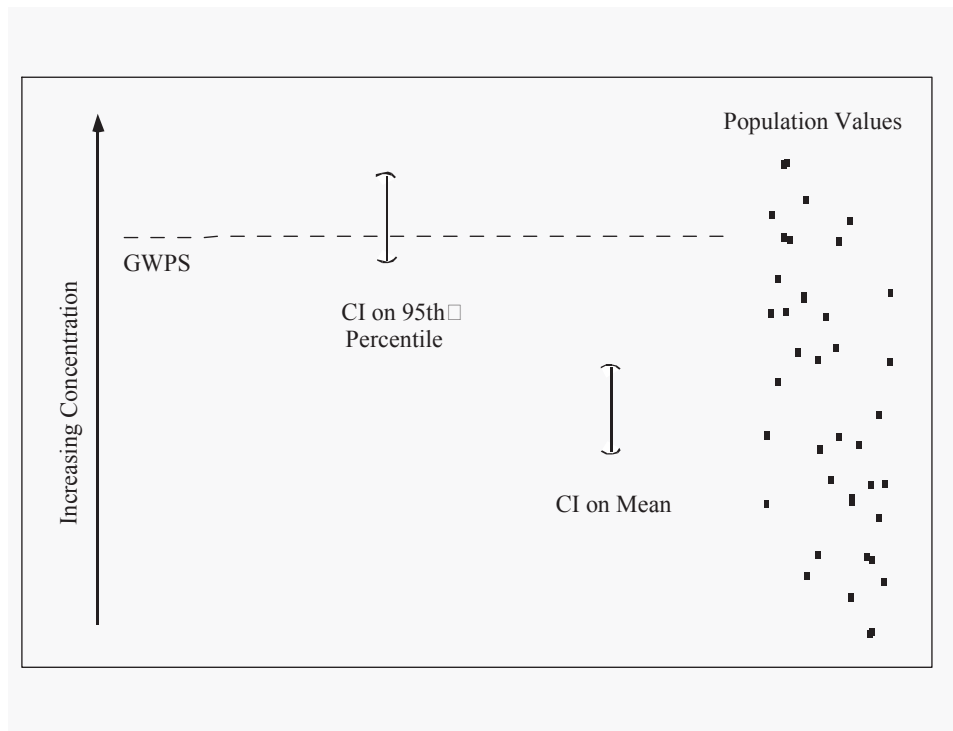 Population Values
GWPS
CI on 95th□
Percentile
Increasing Concentration
CI on Mean